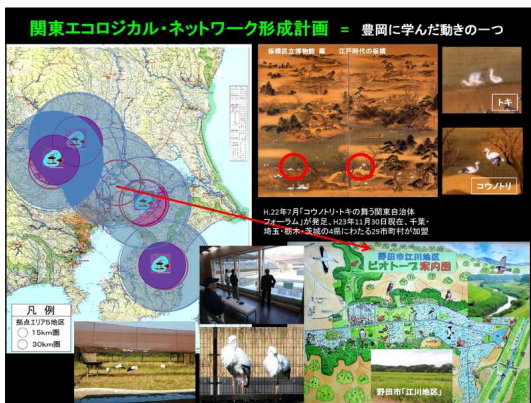 関東エコロジカル・ネットワーク形成計画 = 豊岡に学んだ動きの一つ
板橋区立博物館 蔵 江戸時代の板橋
トキ
コウノトリ
H.22年7月「コウノトリ・トキの舞う関東自治体
フォーラム」が発足、H23年11月30日現在、千葉・
埼玉・栃木・茨城の4県にわたる29市町村が加盟
野田市江川地区
ビオトープ案内図
凡 例
拠点エリア5地区
15km圏
30km圏
野田市「江川地区」